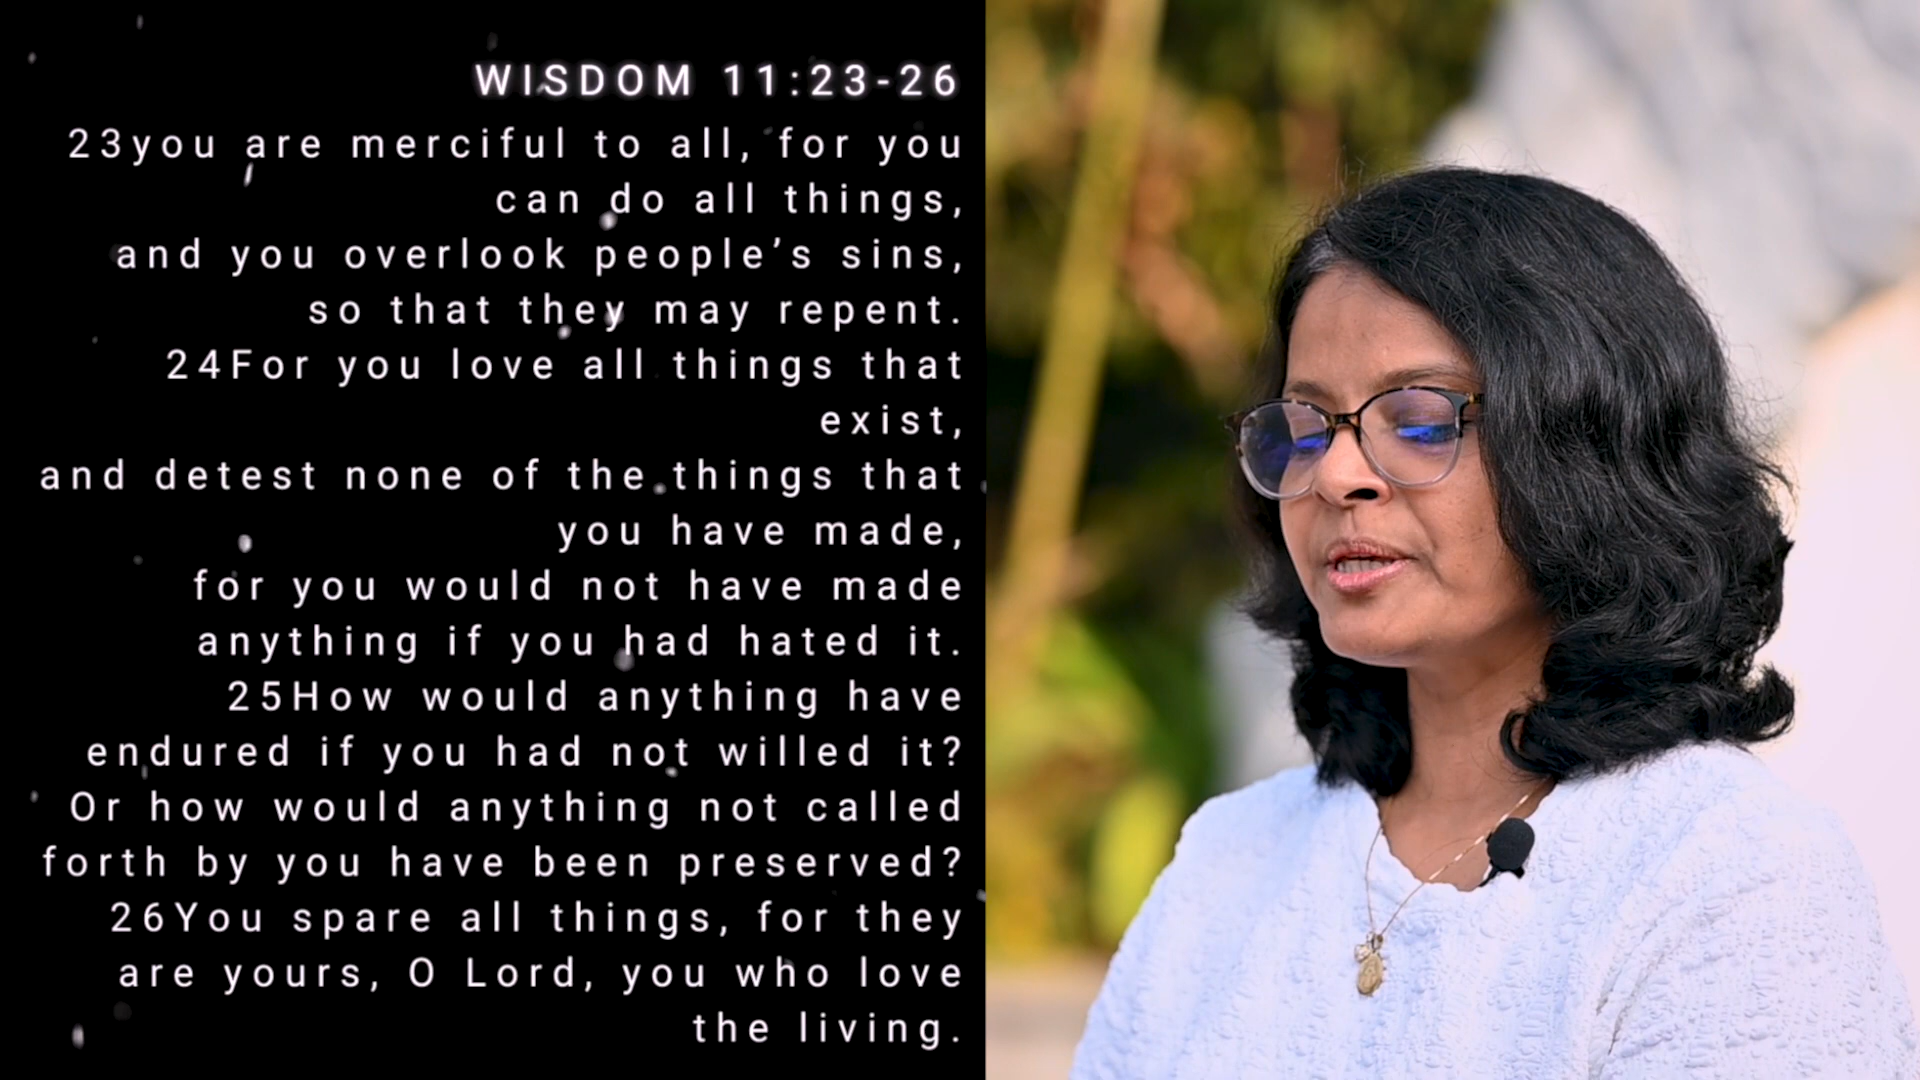 WISDOM 11:23-26
23you are merciful to all, for you
can do all things,
and you overlook people’s sins,
so that they may repent.
24For you love all things that
exist,
and detest none of the things that
you have made,
for you would not have made
anything if you had hated it.
25How would anything have
endured if you had not willed it?
Or how would anything not called
forth by you have been preserved?
26You spare all things, for they
are yours, O Lord, you who love
the living.